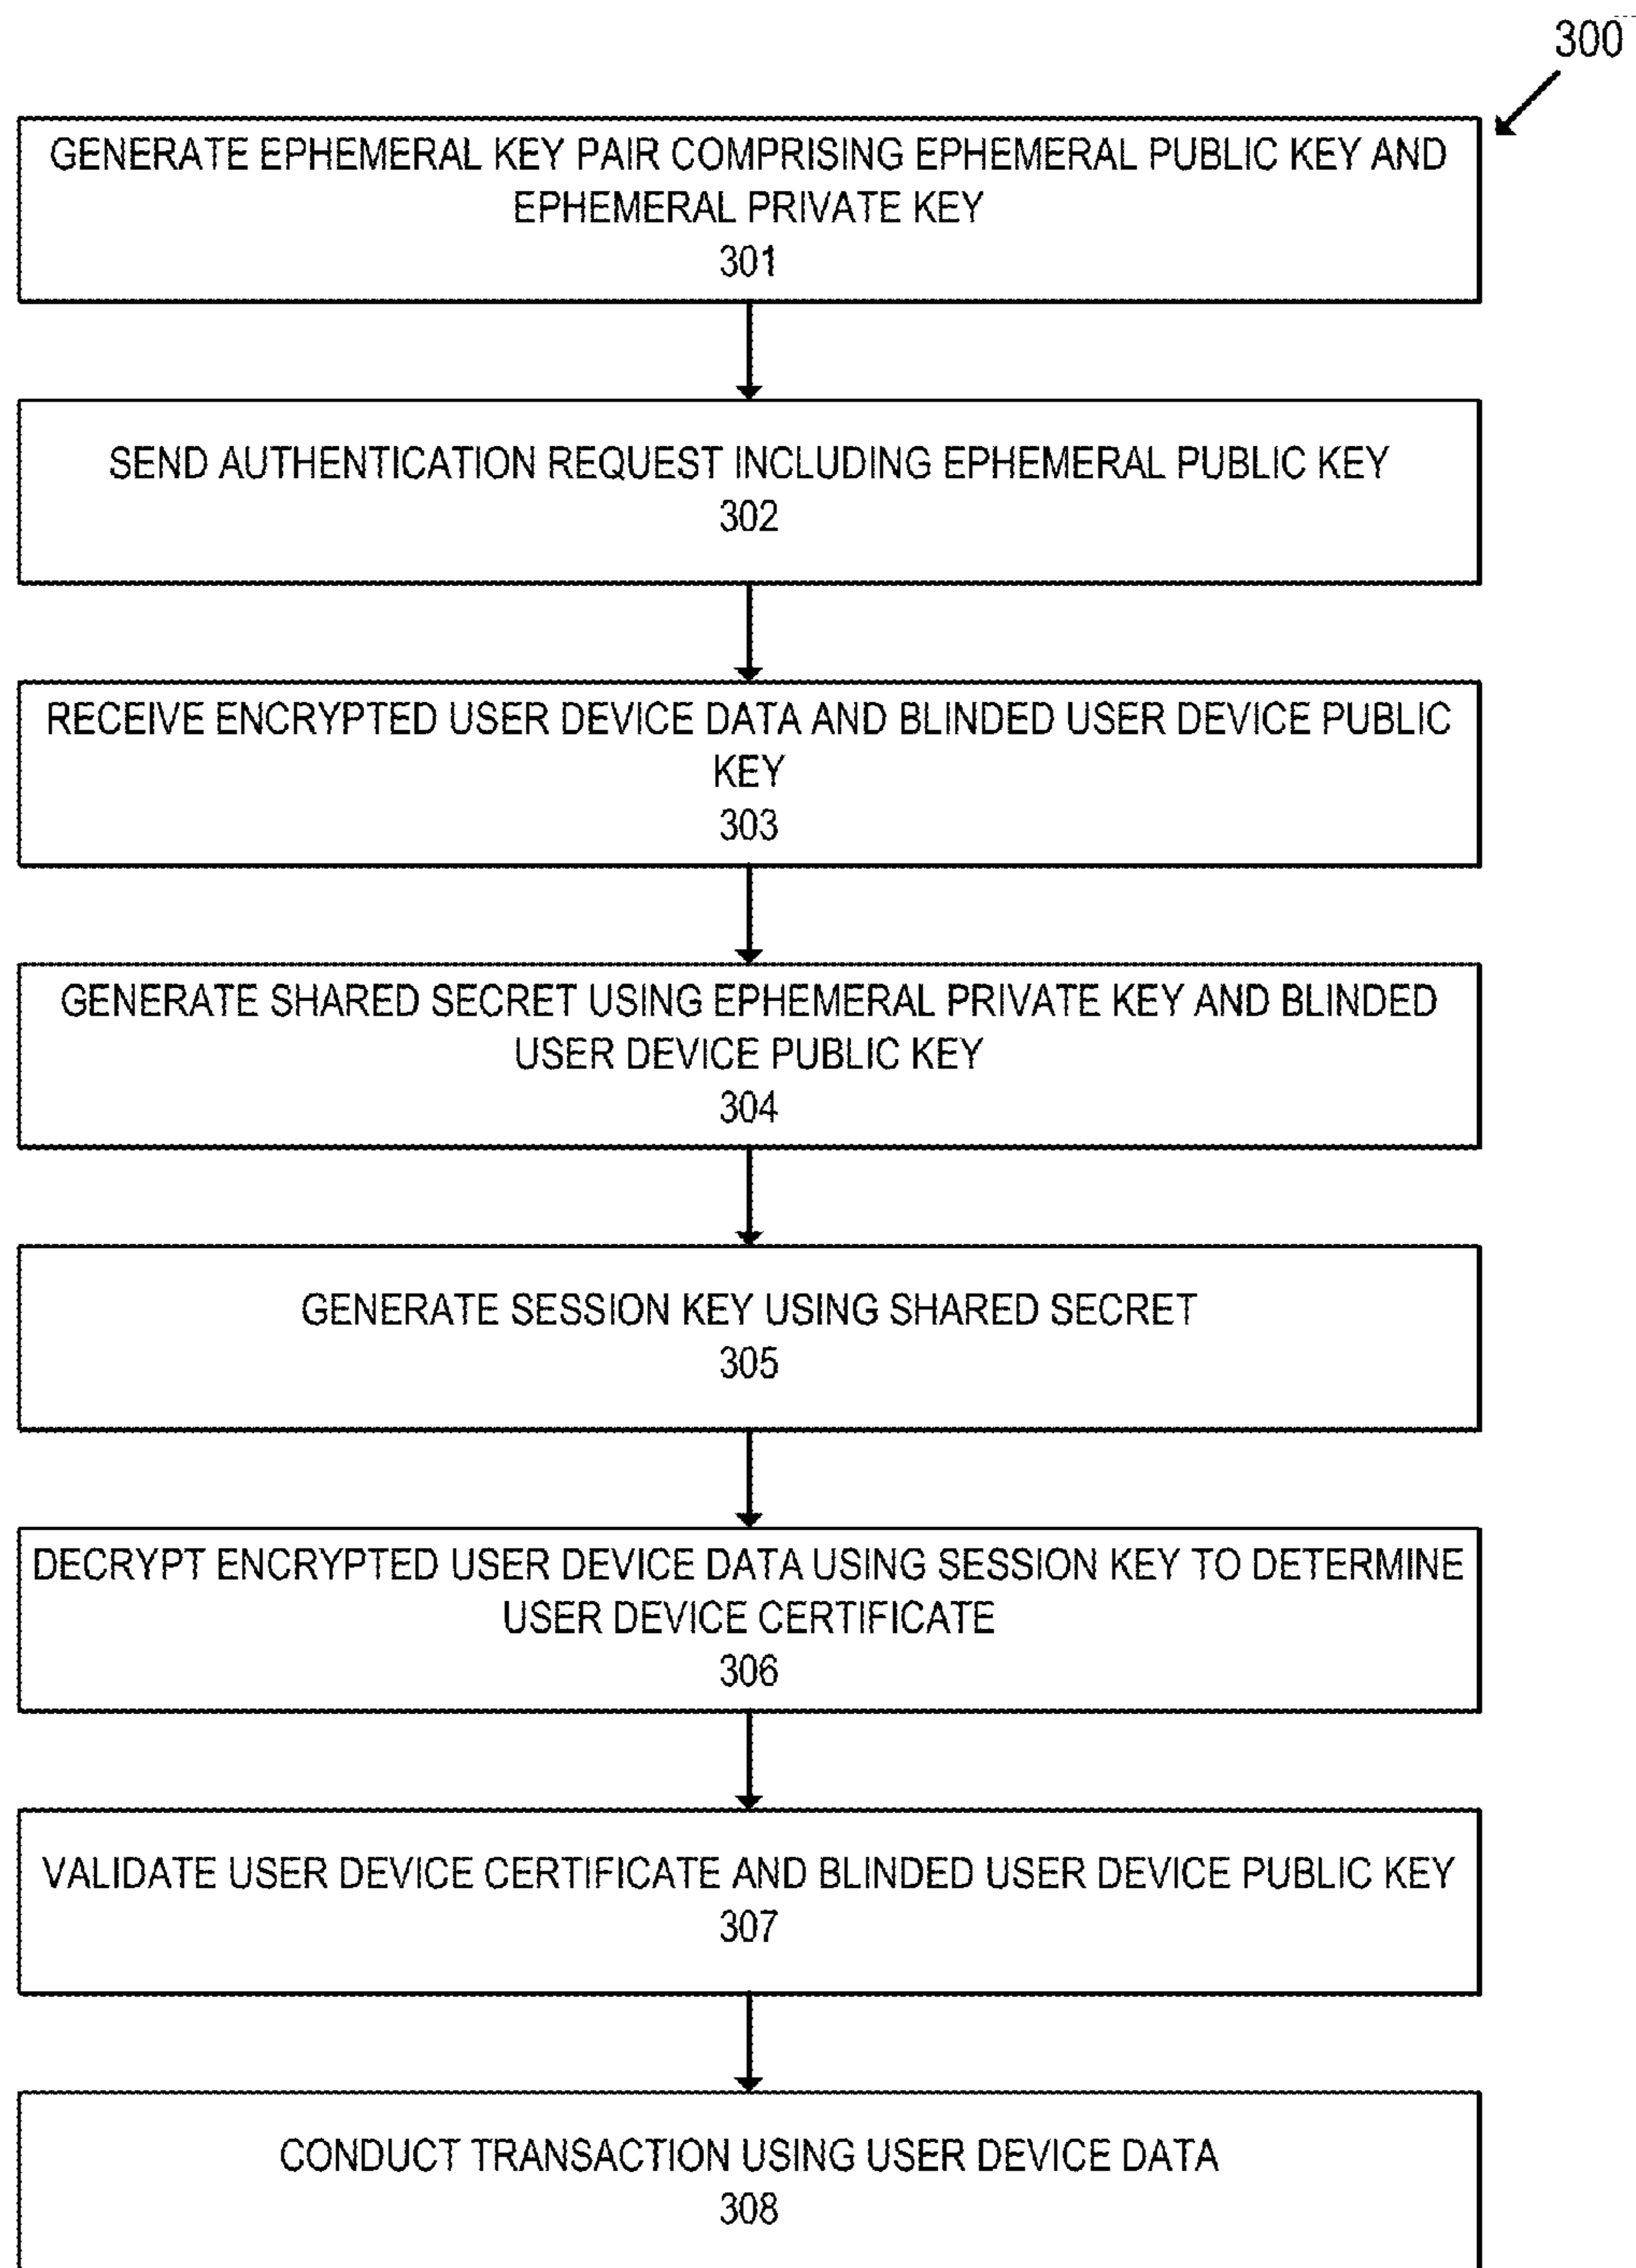 300
GENERATE EPHEMERAL KEY PAIR COMPRISING EPHEMERAL PUBLIC KEY AND
EPHEMERAL PRIVATE KEY
301
SEND AUTHENTICATION REQUEST INCLUDING EPHEMERAL PUBLIC KEY
302
RECEIVE ENCRYPTED USER DEVICE DATA AND BLINDED USER DEVICE PUBLIC
KEY
303
GENERATE SHARED SECRET USING EPHEMERAL PRIVATE KEY AND BLINDED
USER DEVICE PUBLIC KEY
304
GENERATE SESSION KEY USING SHARED SECRET
305
DECRYPT ENCRYPTED USER DEVICE DATA USING SESSION KEY TO DETERMINE
USER DEVICE CERTIFICATE
306
VALIDATE USER DEVICE CERTIFICATE AND BLINDED USER DEVICE PUBLIC KEY
307
CONDUCT TRANSACTION USING USER DEVICE DATA
308